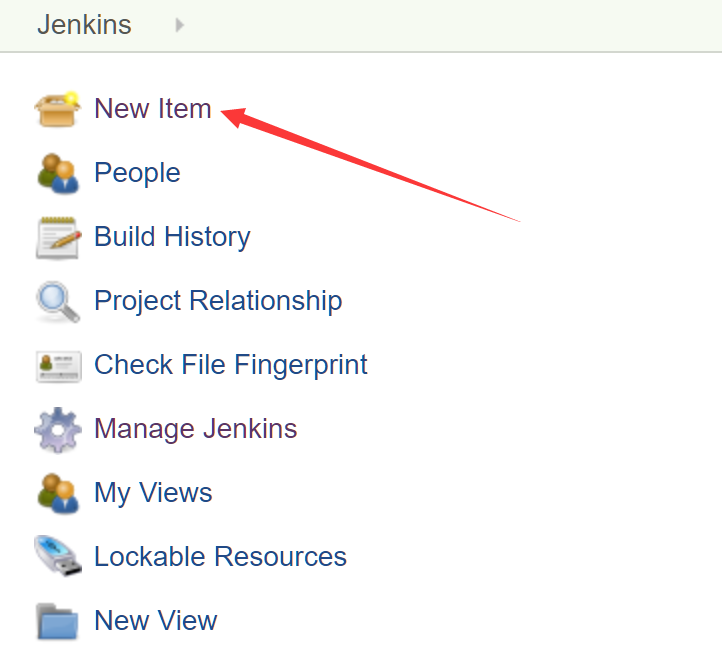 Jenkins
New Item
People
Build History
Project Relationship
Check File Fingerprint
Manage Jenkins
My Views
Lockable Resources
New View